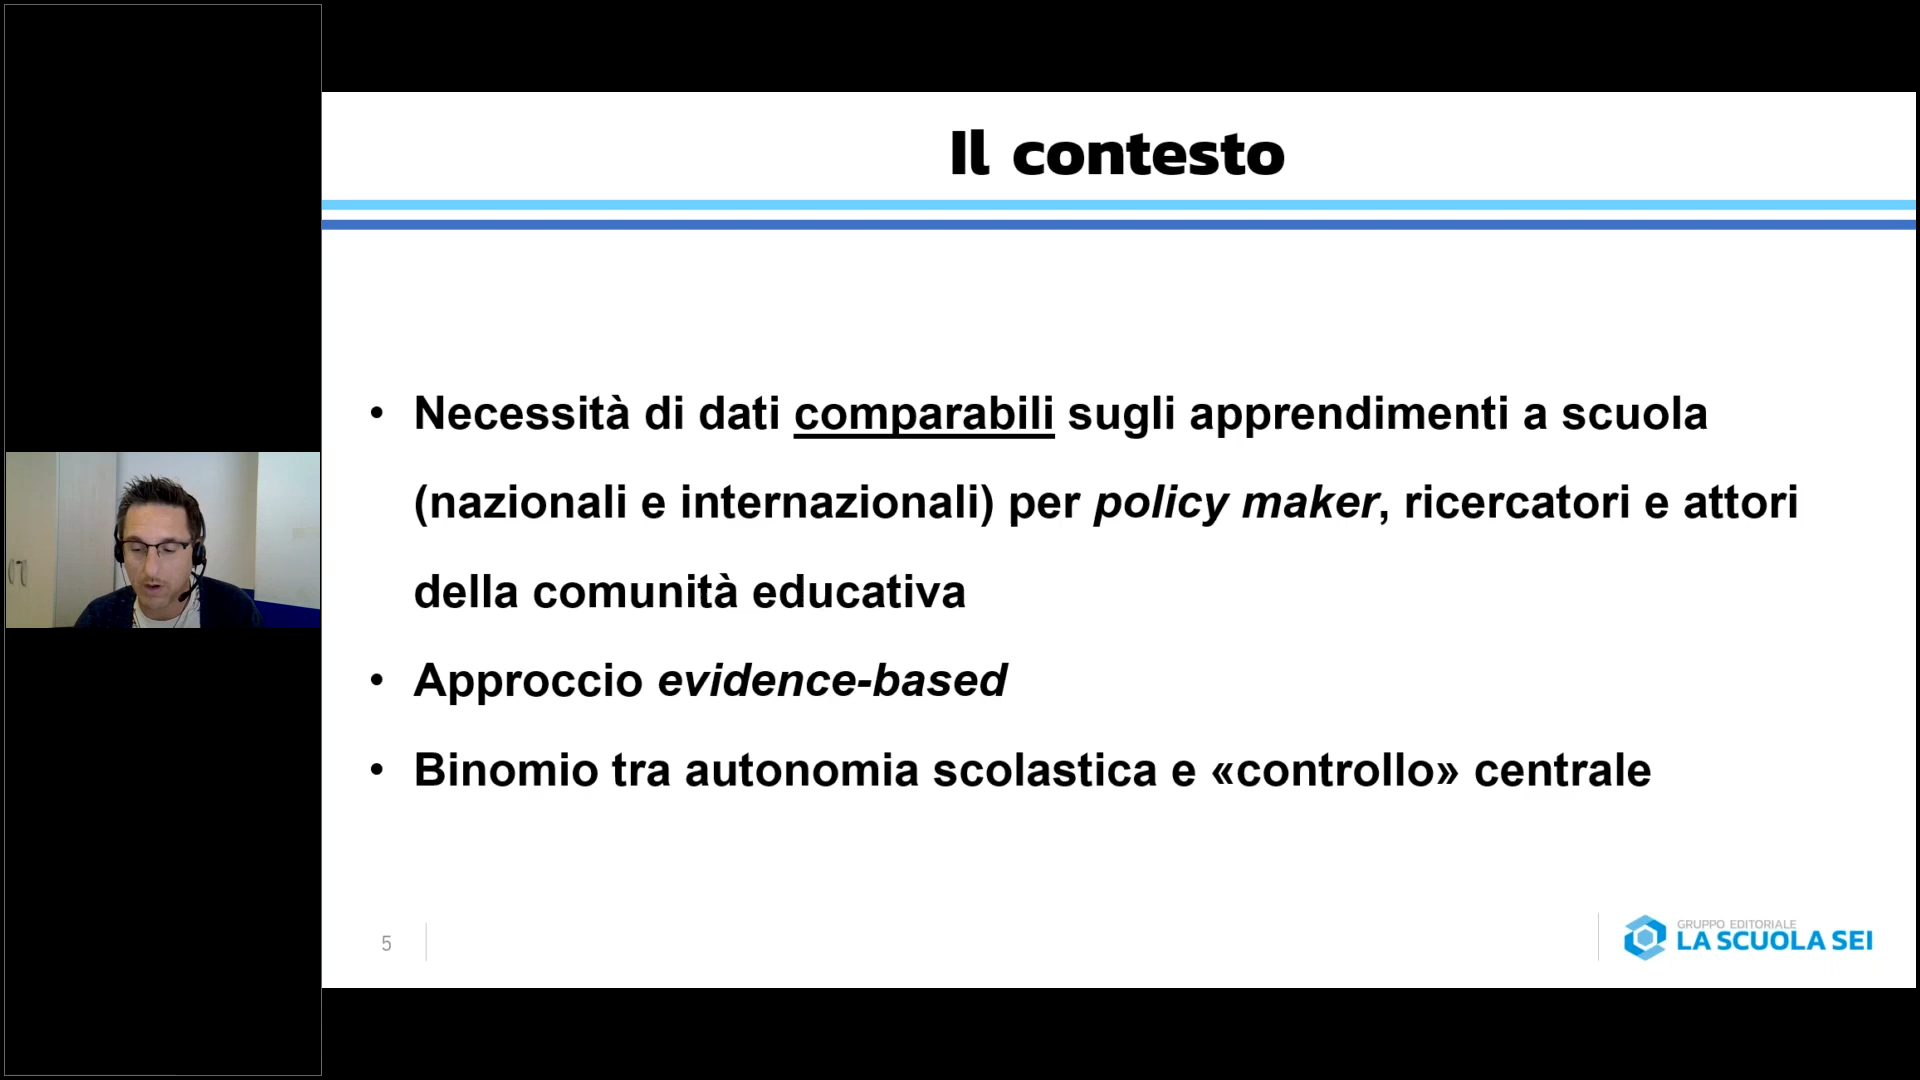 Il contesto
• Necessità di dati comparabili sugli apprendimenti a scuola
(nazionali e internazionali) per policy maker, ricercatori e attori
della comunità educativa
• Approccio evidence-based
• Binomio tra autonomia scolastica e «controllo» centrale
5
GRUPPO EDITORIALE
LA SCUOLA SEI